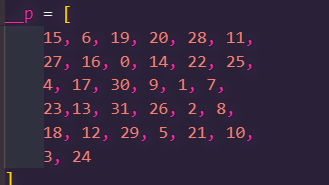 __p = [
15, 6, 19, 20, 28, 11,
27, 16, 0, 14, 22, 25,
4, 17, 30, 9, 1, 7,
23,13, 31, 26, 2, 8,
18, 12, 29, 5, 21, 10,
3, 24
]